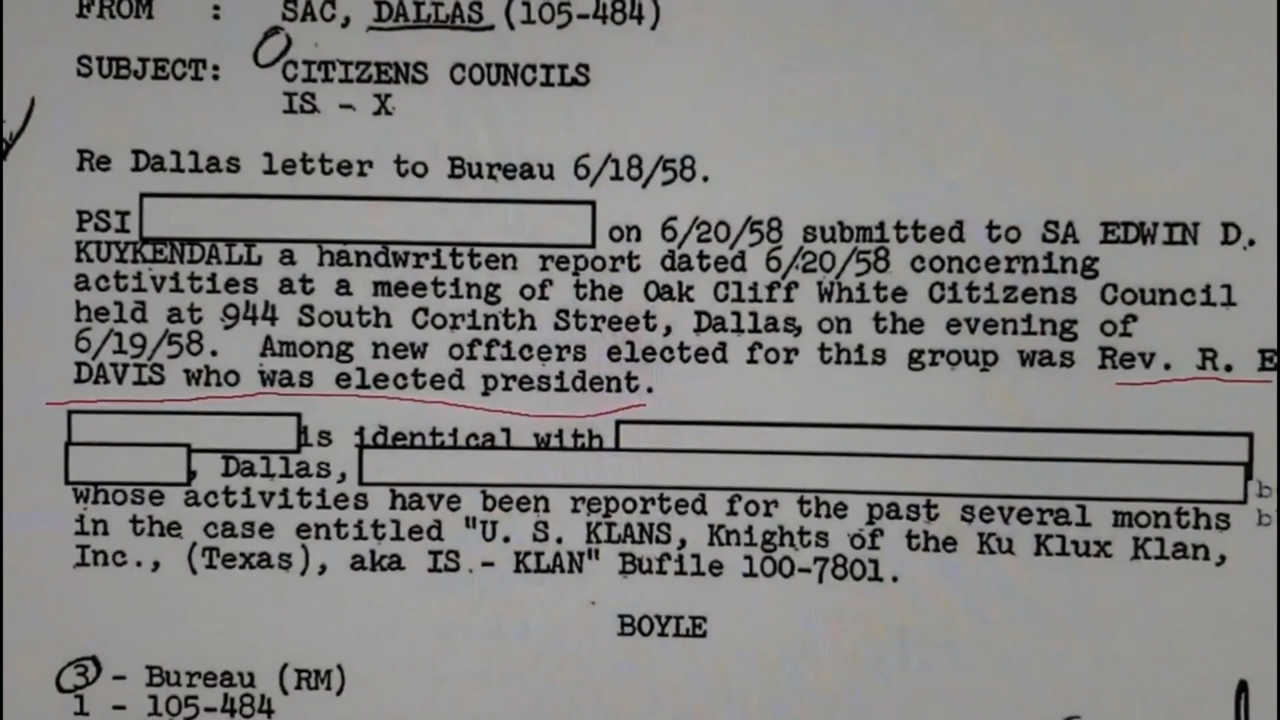 FROM : SAC, DALLAS (105-484)
SUBJECT: CITIZENS COUNCILS
IS - X
Re Dallas letter to Bureau 6/18/58.
PSI on 6/20/58 submitted to SA EDWIN D.
KUYKENDALL a handwritten report dated 6/20/58 concerning
activities at a meeting of the Oak Cliff White Citizens Council
held at 944 South Corinth Street, Dallas, on the evening of
6/19/58. Among new officers elected for this group was Rev. R. E
DAVIS who was elected president.
is identical with
, Dallas,
b
whose activities have been reported for the past several months b
in the case entitled "U. S. KLANS, Knights of the Ku Klux Klan,
Inc., (Texas), aka IS - KLAN" Bufile 100-7801.
BOYLE
3 - Bureau (RM)
1 - 105-484